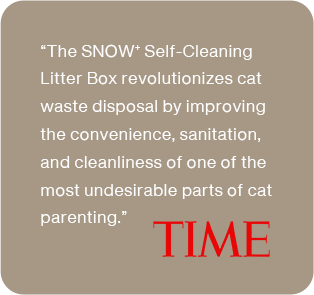 “The SNOW⁺ Self-Cleaning
Litter Box revolutionizes cat
waste disposal by improving
the convenience, sanitation,
and cleanliness of one of the
most undesirable parts of cat
parenting.”
TIME